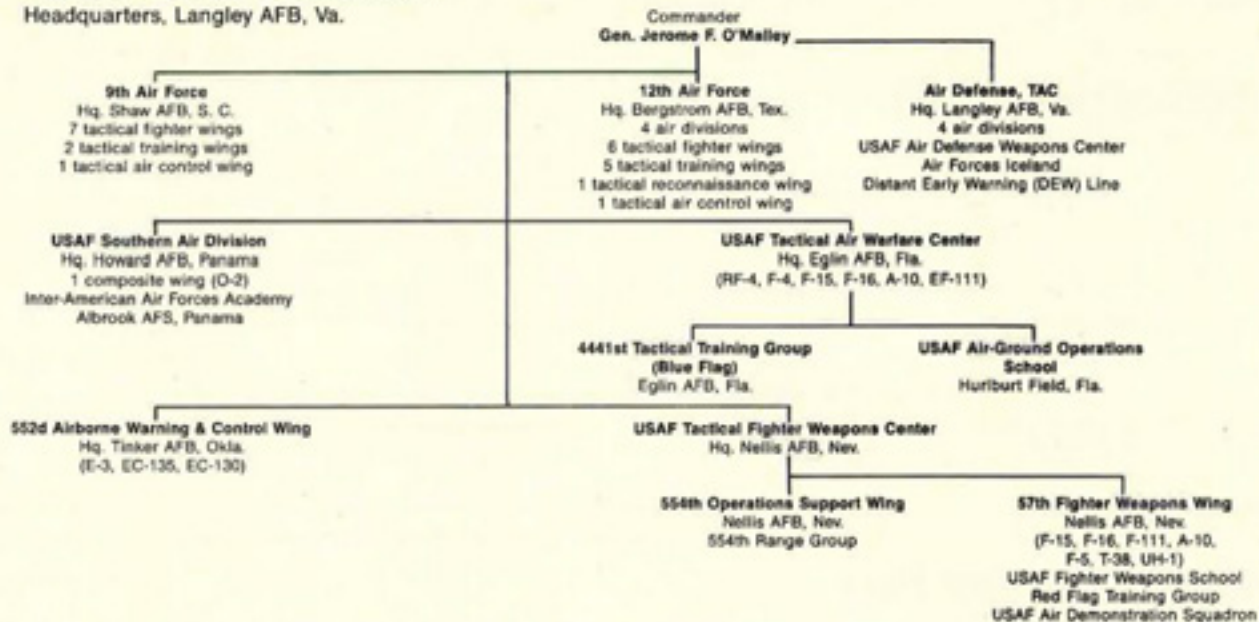 Headquarters, Langley AFB, Va.
Commander
Gen. Jerome F. O'Malley
9th Air Force
Hq. Shaw AFB, S. C.
7 tactical fighter wings
2 tactical training wings
1 tactical air control wing
12th Air Force
Hq. Bergstrom AFB, Tex.
4 air divisions
6 tactical fighter wings
5 tactical training wings
1 tactical reconnaissance wing
1 tactical air control wing
Air Defense, TAC
Hq. Langley AFB, Va.
4 air divisions
USAF Air Defense Weapons Center
Air Forces Iceland
Distant Early Warning (DEW) Line
USAF Southern Air Division
Hq. Howard AFB, Panama
1 composite wing (O-2)
Inter-American Air Forces Academy
Albrook AFS, Panama
USAF Tactical Air Warfare Center
Hq. Eglin AFB, Fla.
(RF-4, F-4, F-15, F-16, A-10, EF-111)
4441st Tactical Training Group
(Blue Flag)
Eglin AFB, Fla.
USAF Air-Ground Operations
School
Hurlburt Field, Fla.
552d Airborne Warning & Control Wing
Hq. Tinker AFB, Okla.
(E-3, EC-135, EC-130)
USAF Tactical Fighter Weapons Center
Hq. Nellis AFB, Nev.
554th Operations Support Wing
Nellis AFB, Nev.
554th Range Group
57th Fighter Weapons Wing
Nellis AFB, Nev.
(F-15, F-16, F-111, A-10,
F-5, T-38, UH-1)
USAF Fighter Weapons School
Red Flag Training Group
USAF Air Demonstration Squadron